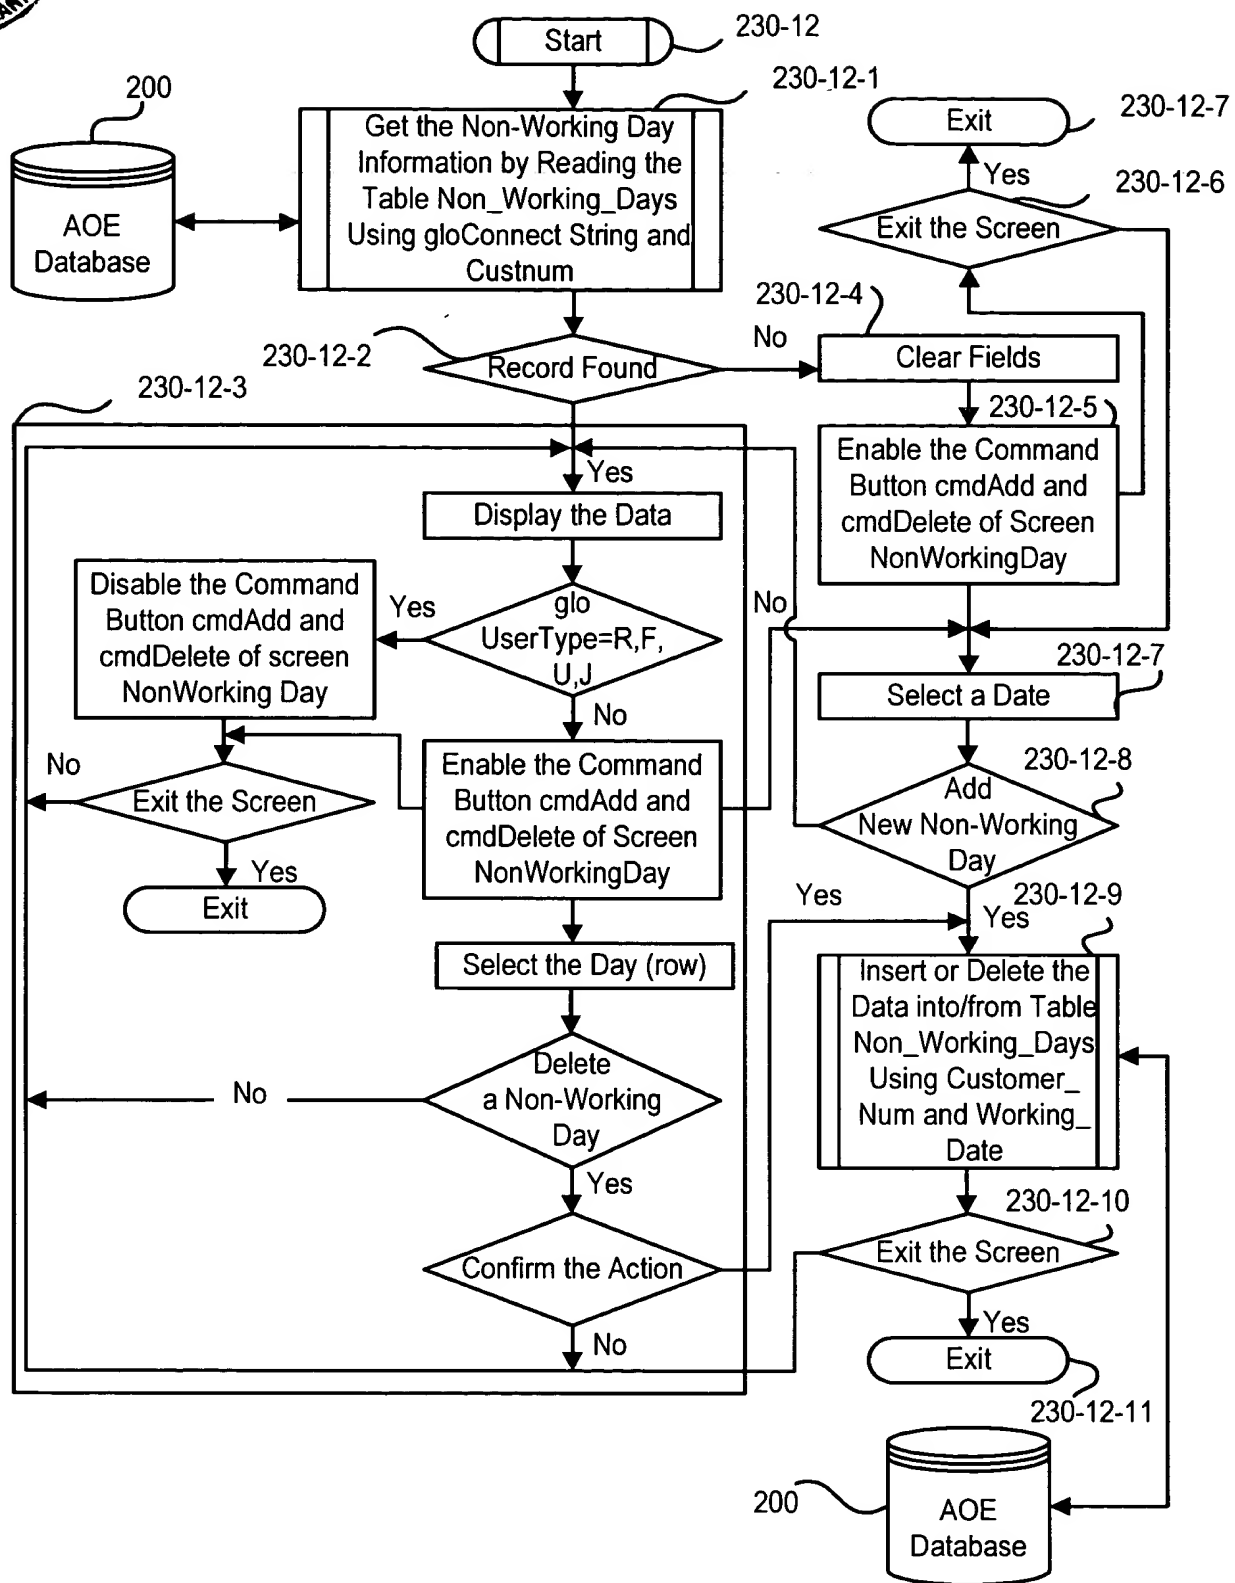 Start
230-12
200
230-12-1
Get the Non-Working Day
Information by Reading the
Table Non_Working_Days
Using gloConnect String and
Custnum
AOE
Database
Exit
230-12-7
Yes
230-12-6
Exit the Screen
230-12-4
No
Clear Fields
230-12-2
Record Found
230-12-3
230-12-5
Enable the Command
Button cmdAdd and
cmdDelete of Screen
NonWorkingDay
Yes
Display the Data
Disable the Command
Button cmdAdd and
cmdDelete of screen
NonWorking Day
Yes
glo
UserType=R,F,
U,J
No
No
230-12-7
Select a Date
No
Exit the Screen
Yes
Exit
Enable the Command
Button cmdAdd and
cmdDelete of Screen
NonWorkingDay
230-12-8
Add
New Non-Working
Day
Yes
Yes
230-12-9
Select the Day (row)
Insert or Delete the
Data into/from Table
Non_Working_Days
Using Customer_
Num and Working_
Date
Delete
a Non-Working
Day
No
Yes
Confirm the Action
No
230-12-10
Exit the Screen
Yes
Exit
230-12-11
200
AOE
Database